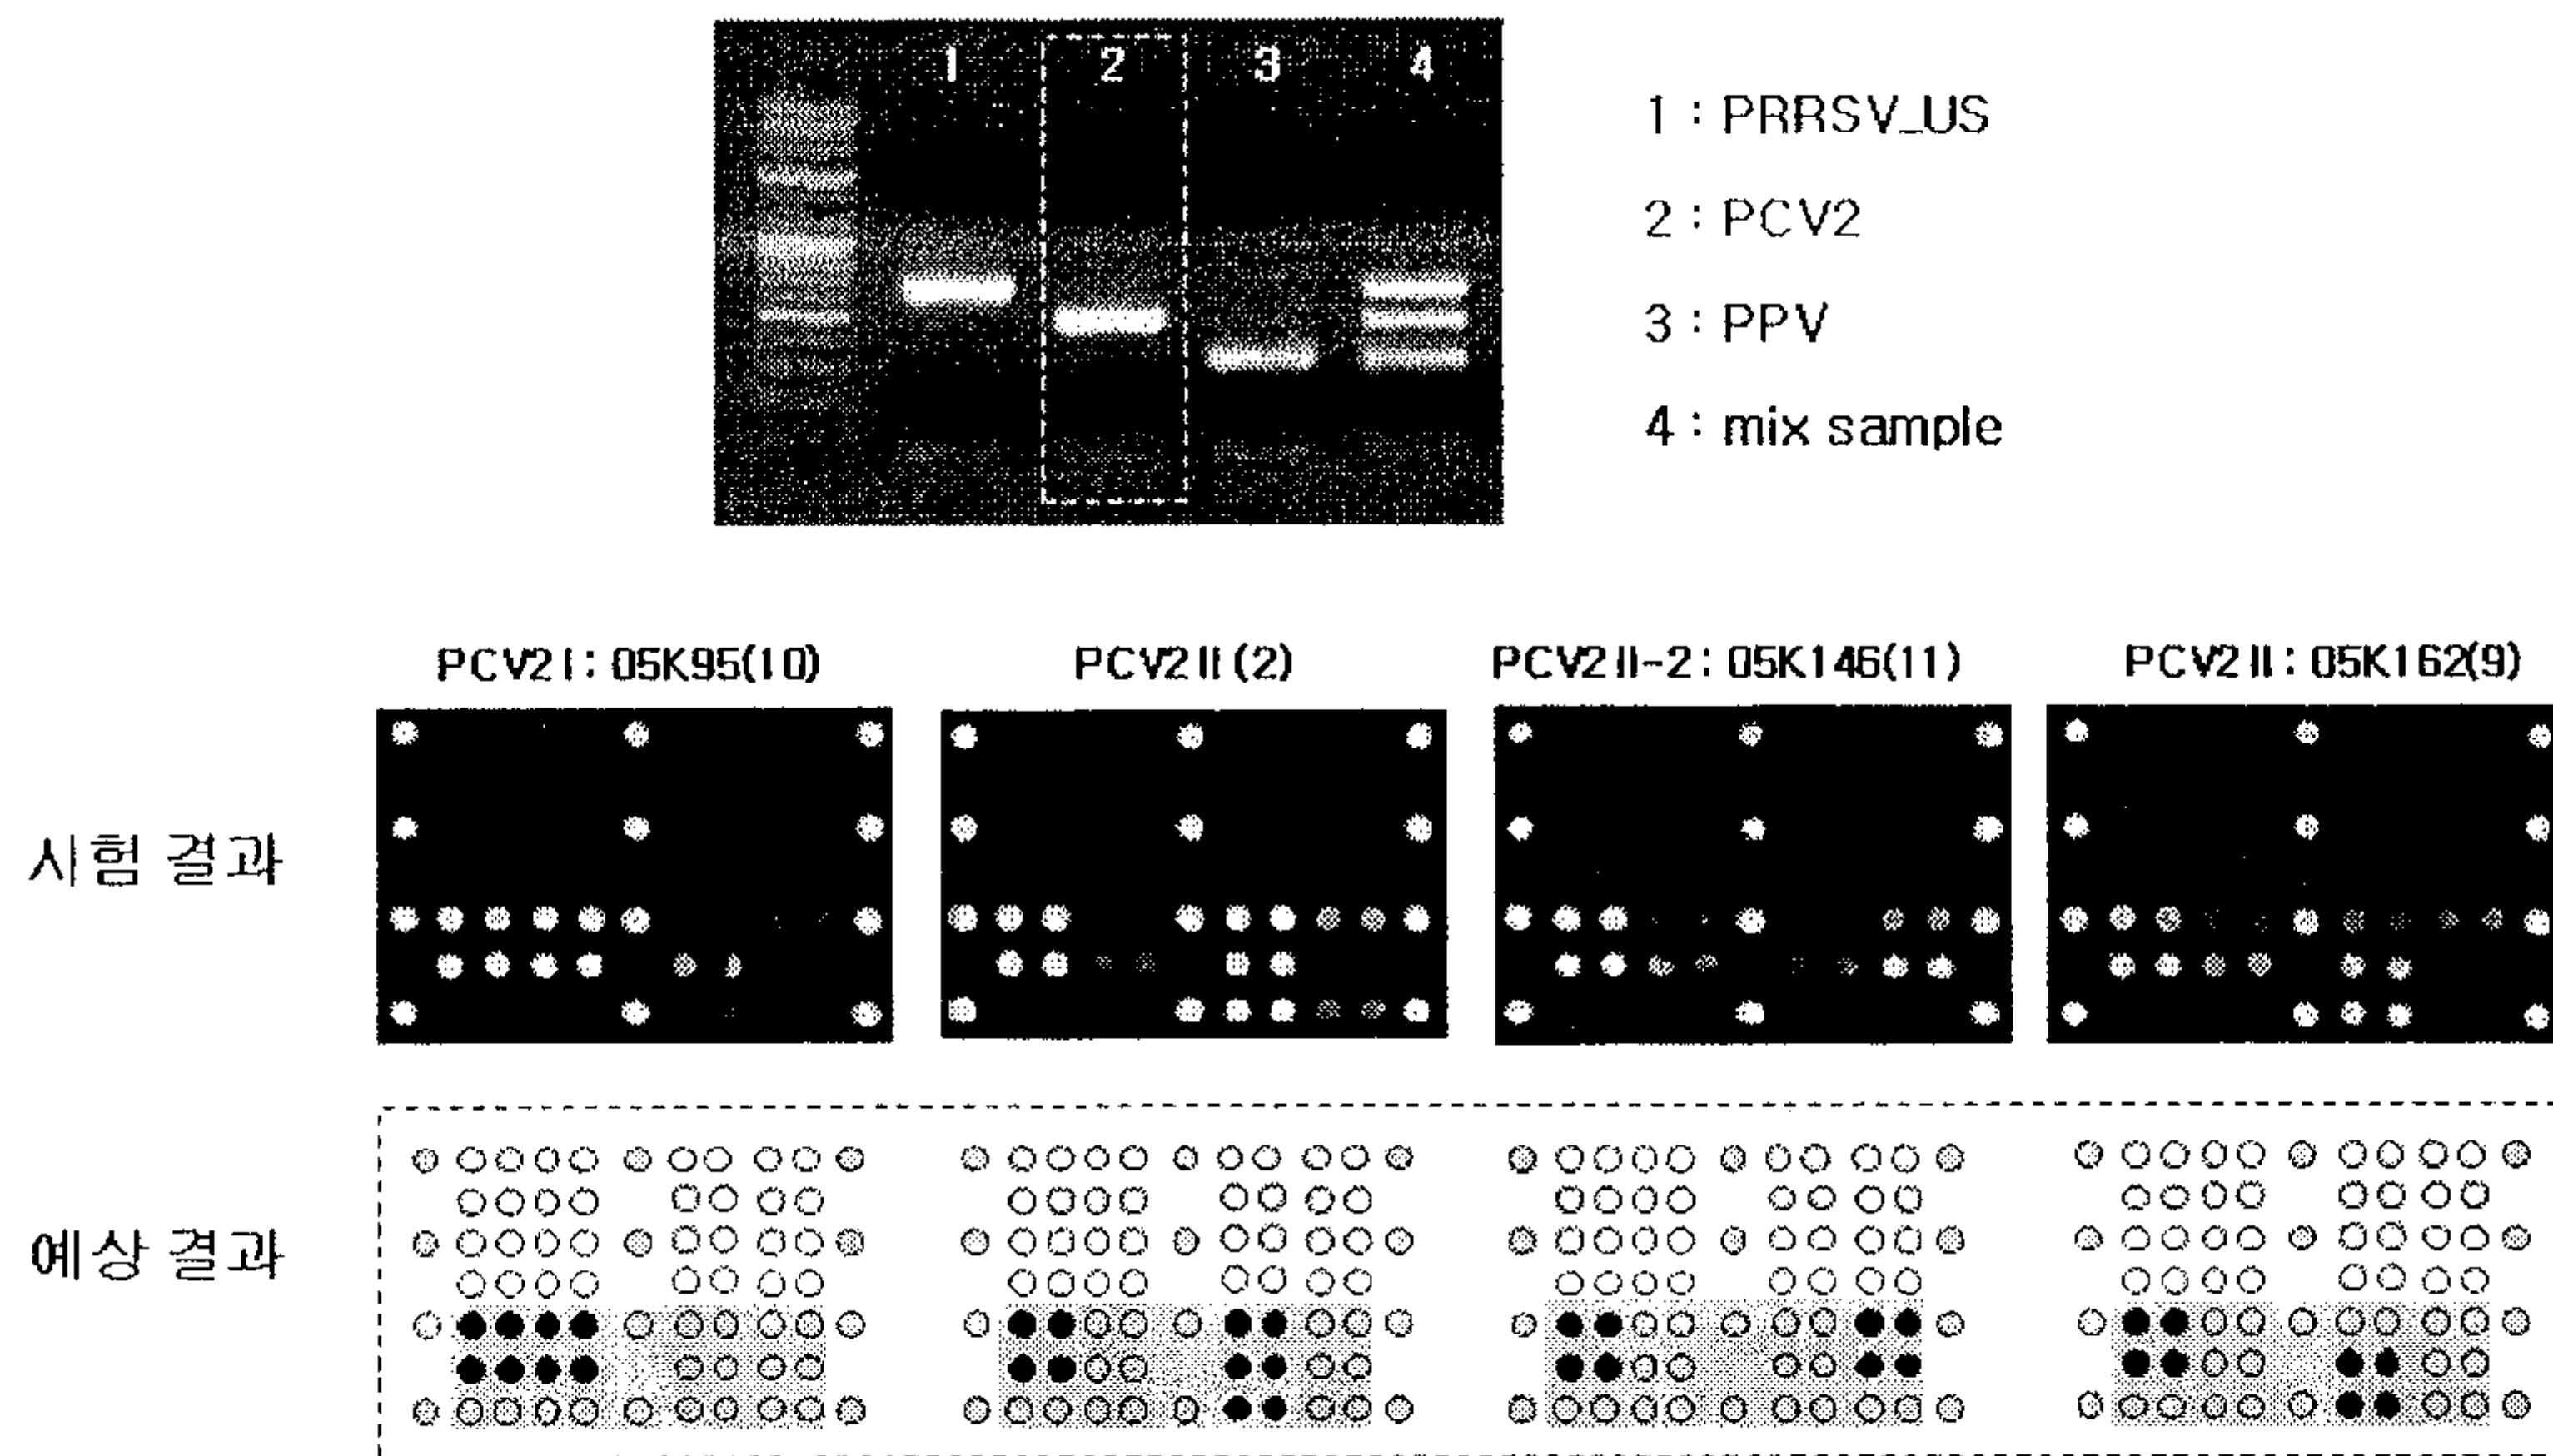 1 2 3 4
1 : PRRSV_US
2 : PCV2
3 : PPV
4 : mix sample
PCV2 I : 05K95(10) PCV2 II (2) PCV2 II-2 : 05K146(11) PCV2 II : 05K162(9)
시험 결과
예상 결과